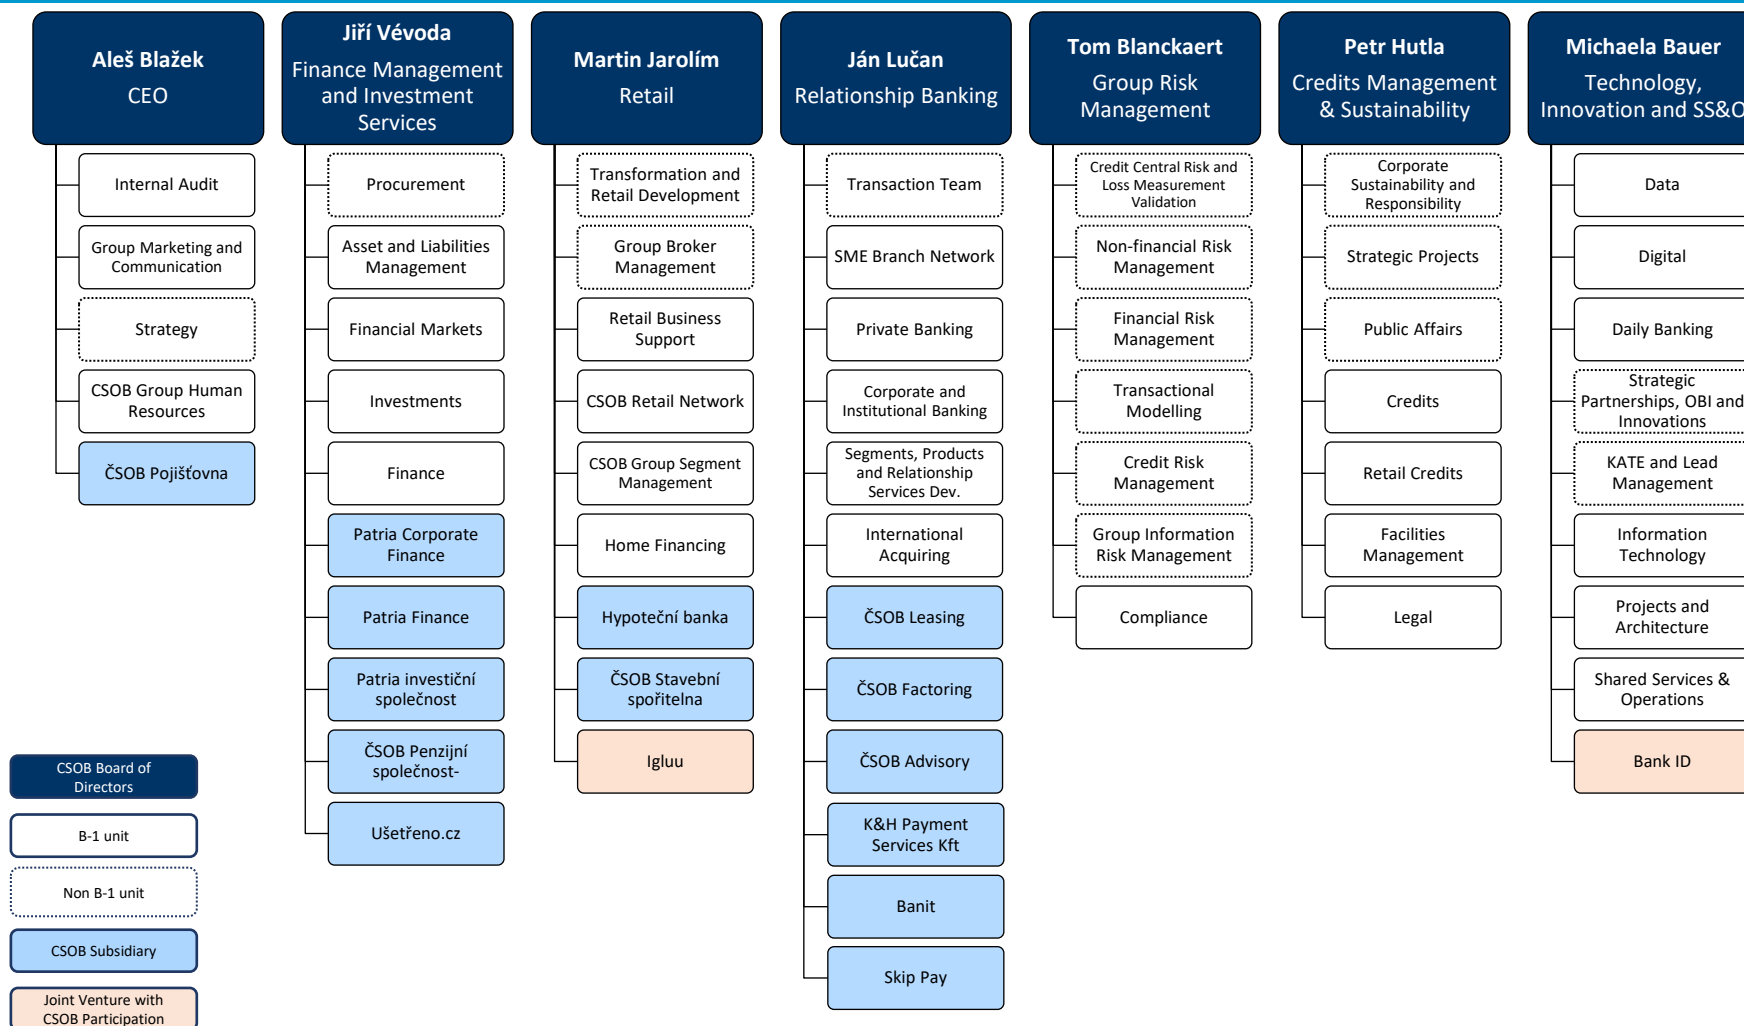 Aleš Blažek
CEO
Internal Audit
Group Marketing and
Communication
Strategy
CSOB Group Human
Resources
ČSOB Pojišťovna
Jiří Vévoda
Finance Management
and Investment
Services
Procurement
Asset and Liabilities
Management
Financial Markets
Investments
Finance
Patria Corporate
Finance
Patria Finance
Patria investiční
společnost
ČSOB Penzijní
společnost-
Ušetřeno.cz
Martin Jarolím
Retail
Transformation and
Retail Development
Group Broker
Management
Retail Business
Support
CSOB Retail Network
CSOB Group Segment
Management
Home Financing
Hypoteční banka
ČSOB Stavební
spořitelna
Igluu
Ján Lučan
Relationship Banking
Transaction Team
SME Branch Network
Private Banking
Corporate and
Institutional Banking
Segments, Products
and Relationship
Services Dev.
International
Acquiring
ČSOB Leasing
ČSOB Factoring
ČSOB Advisory
K&H Payment
Services Kft
Banit
Skip Pay
Tom Blanckaert
Group Risk
Management
Credit Central Risk and
Loss Measurement
Validation
Non-financial Risk
Management
Financial Risk
Management
Transactional
Modelling
Credit Risk
Management
Group Information
Risk Management
Compliance
Petr Hutla
Credits Management
& Sustainability
Corporate
Sustainability and
Responsibility
Strategic Projects
Public Affairs
Credits
Retail Credits
Facilities
Management
Legal
Michaela Bauer
Technology,
Innovation and SS&O
Data
Digital
Daily Banking
Strategic
Partnerships, OBI and
Innovations
KATE and Lead
Management
Information
Technology
Projects and
Architecture
Shared Services &
Operations
Bank ID
CSOB Board of
Directors
B-1 unit
Non B-1 unit
CSOB Subsidiary
Joint Venture with
CSOB Participation